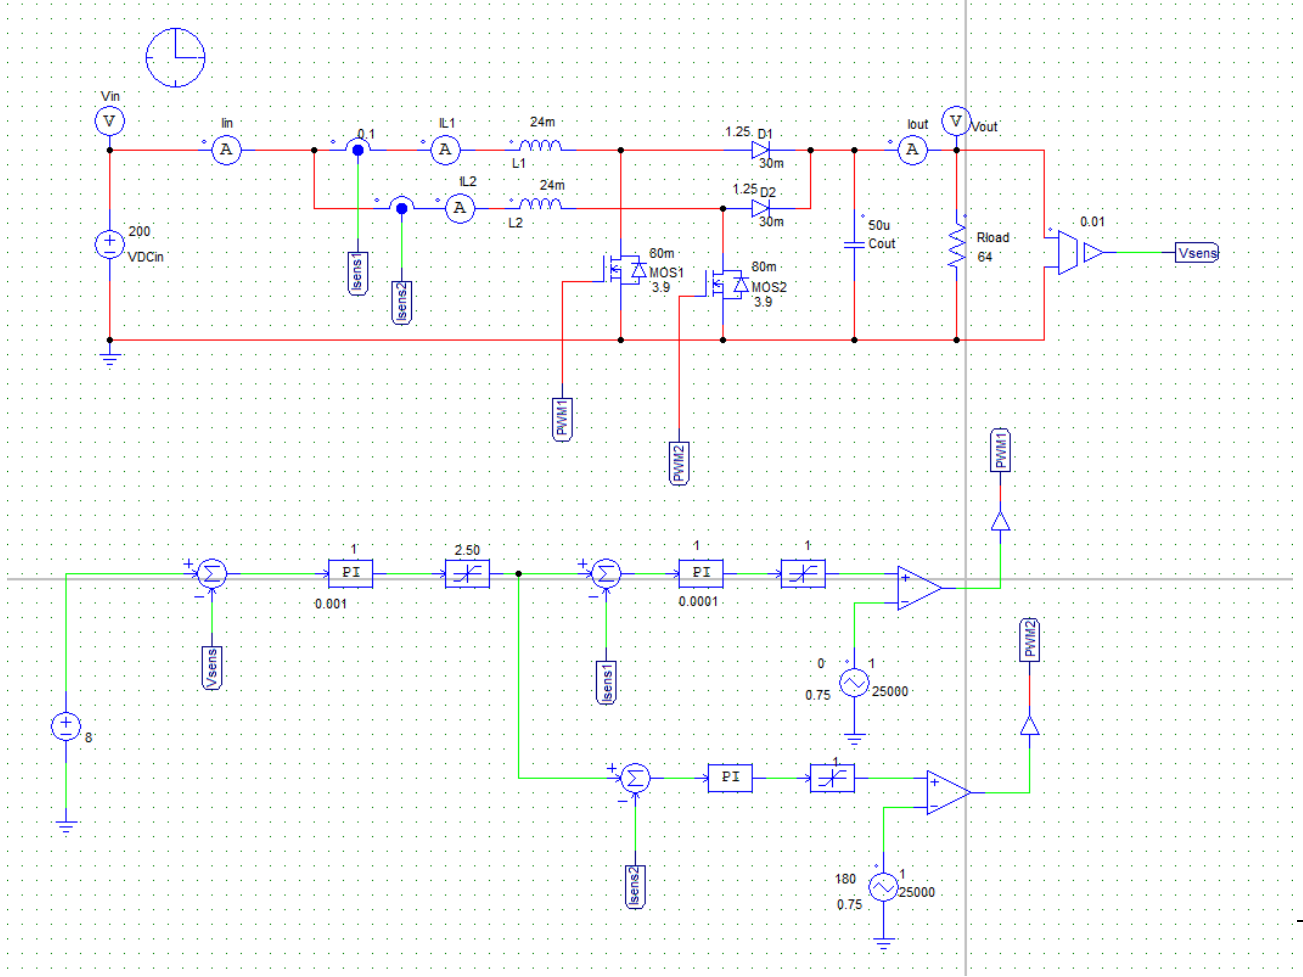 Vin
V
Iin
A
0.1
IL1
A
24m
L1
1.25 D1
30m
Iout
A
V
Vout
IL2
A
24m
L2
1.25 D2
30m
200
VDCin
Isens1
Isens2
80m
MOS1
3.9
80m
MOS2
3.9
50u
Cout
Rload
64
0.01
Vsens
PWM1
PWM2
PWM1
1
PI
0.001
2.50
1
PI
0.0001
1
Vsens
Isens1
0
1
0.75
25000
PWM2
8
PI
1
Isens2
180
1
0.75
25000